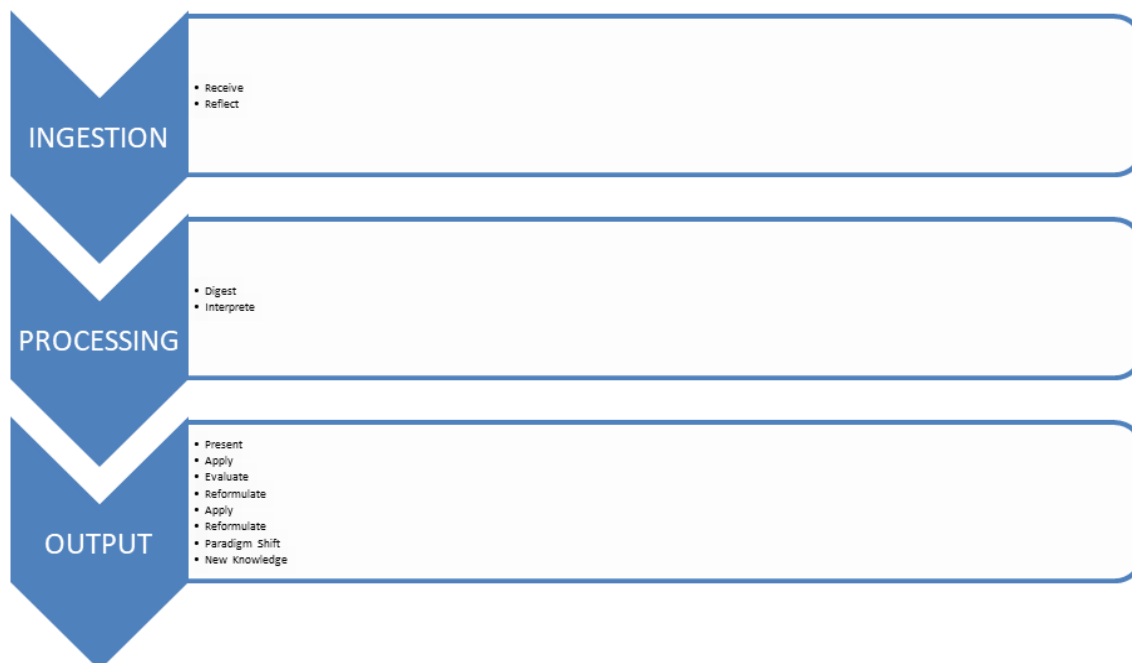 INGESTION
• Receive
• Reflect
PROCESSING
• Digest
• Interprete
OUTPUT
• Present
• Apply
• Evaluate
• Reformulate
• Apply
• Reformulate
• Paradigm Shift
• New Knowledge